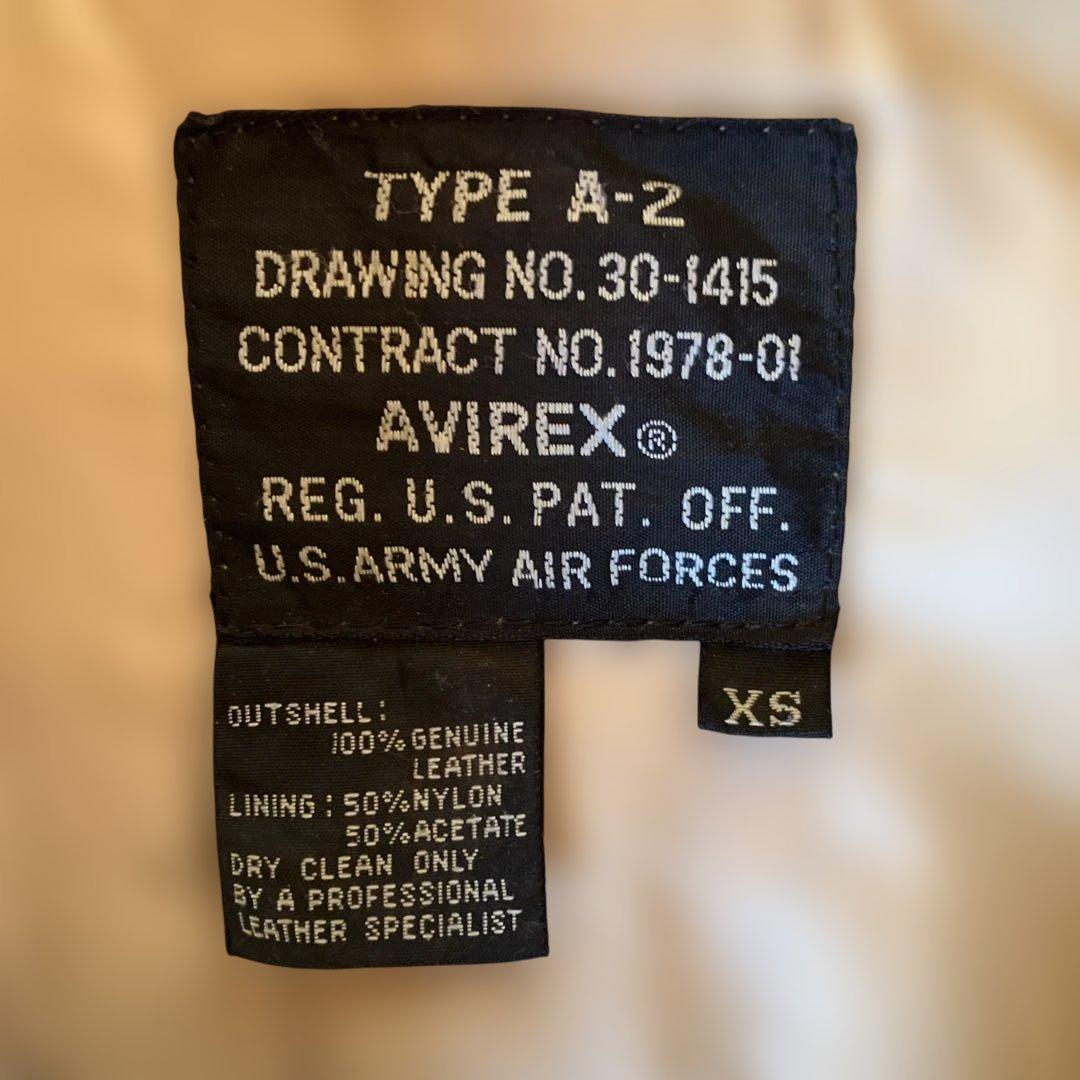 TYPE A-2
DRAWING NO. 30-1415
CONTRACT NO. 1978-01
AVIREX®
REG. U.S. PAT. OFF.
U.S. ARMY AIR FORCES
XS
OUTSHELL:
100% GENUINE
LEATHER
LINING: 50% NYLON
50% ACETATE
DRY CLEAN ONLY
BY A PROFESSIONAL
LEATHER SPECIALIST